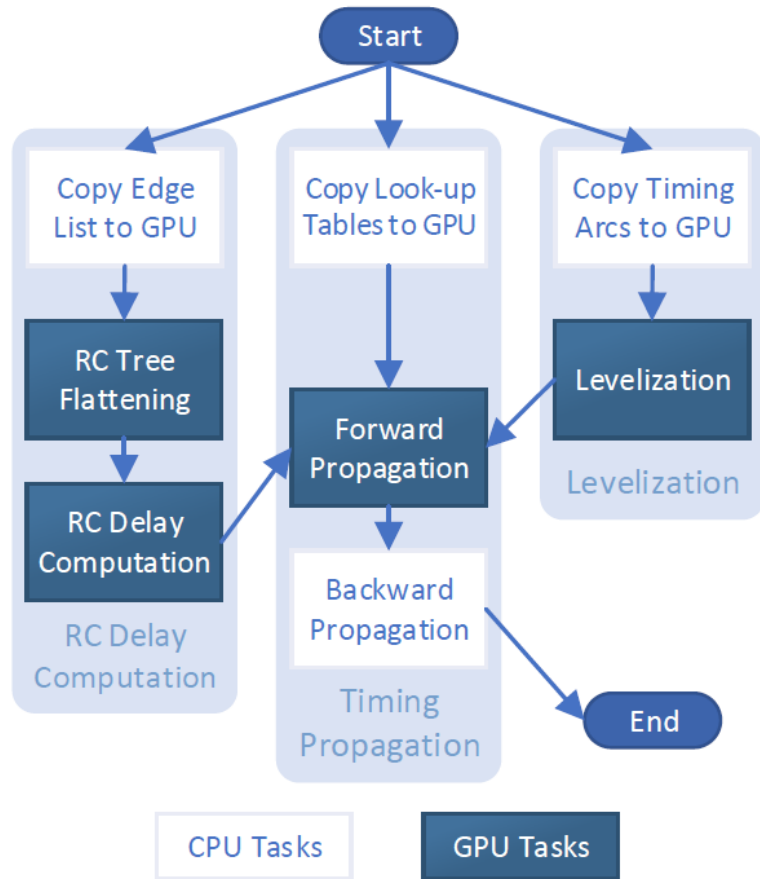 Start
Copy Edge
List to GPU
RC Tree
Flattening
RC Delay
Computation
RC Delay
Computation
Copy Look-up
Tables to GPU
Forward
Propagation
Backward
Propagation
Timing
Propagation
Copy Timing
Arcs to GPU
Levelization
Levelization
End
CPU Tasks
GPU Tasks